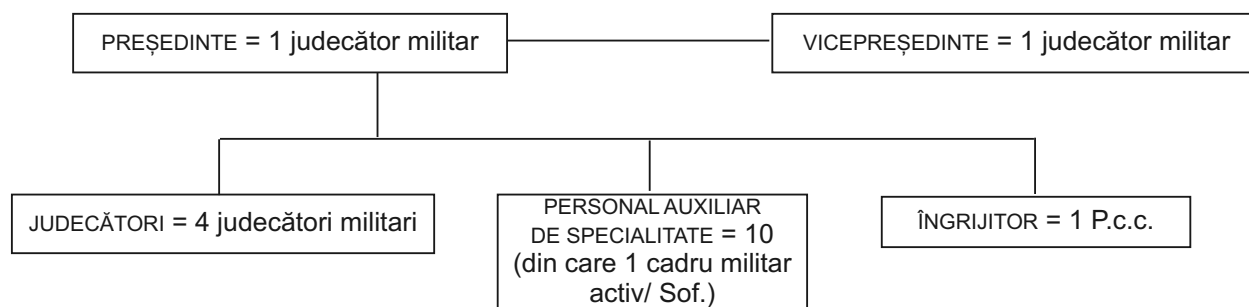 PREȘEDINTE = 1 judecător militar
VICEPREȘEDINTE = 1 judecător militar
JUDECĂTORI = 4 judecători militari
PERSONAL AUXILIAR
DE SPECIALITATE = 10
(din care 1 cadru militar
activ/ Sof.)
ÎNGRIJITOR = 1 P.c.c.